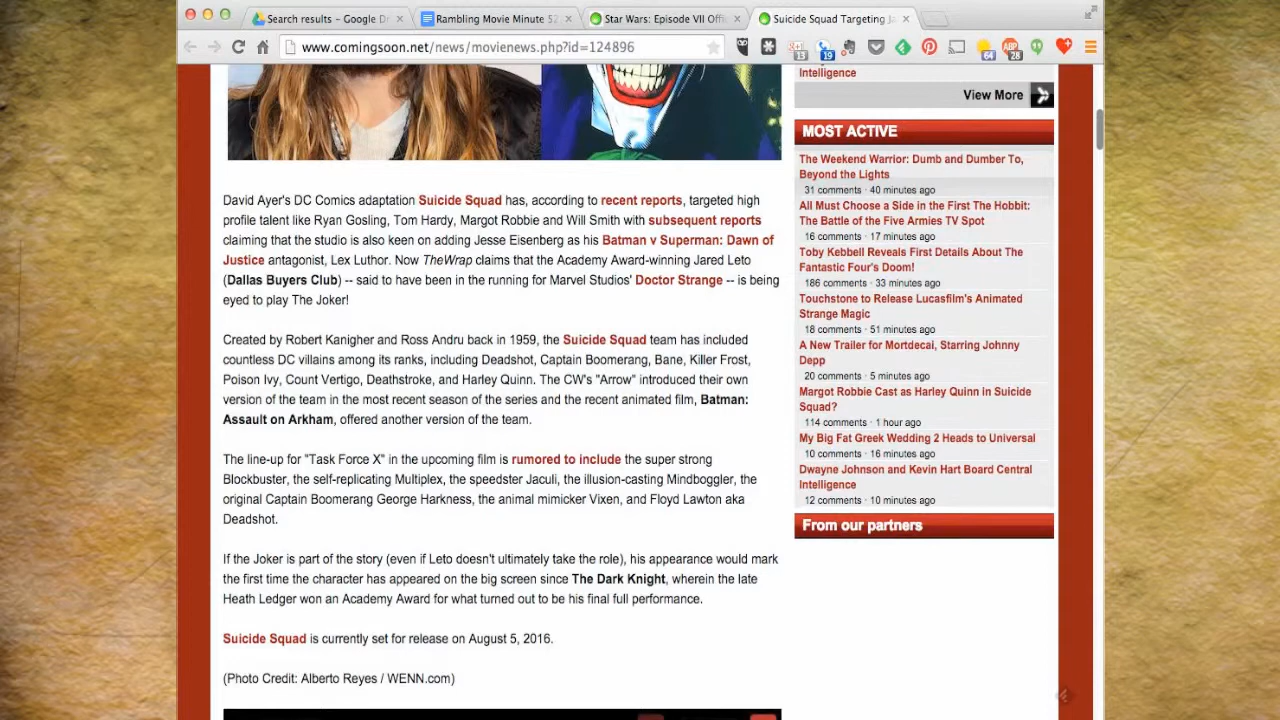 Search results – Google Dr
Rambling Movie Minute 52
Star Wars: Episode VII Offi
Suicide Squad Targeting Ja
www.comingsoon.net/news/movienews.php?id=124896
13
19
64
ABP
28
Intelligence
View More
MOST ACTIVE
The Weekend Warrior: Dumb and Dumber To,
Beyond the Lights
31 comments · 40 minutes ago
All Must Choose a Side in the First The Hobbit:
The Battle of the Five Armies TV Spot
16 comments · 17 minutes ago
Toby Kebbell Reveals First Details About The
Fantastic Four's Doom!
186 comments · 33 minutes ago
Touchstone to Release Lucasfilm's Animated
Strange Magic
18 comments · 51 minutes ago
A New Trailer for Mortdecai, Starring Johnny
Depp
20 comments · 5 minutes ago
Margot Robbie Cast as Harley Quinn in Suicide
Squad?
114 comments · 1 hour ago
My Big Fat Greek Wedding 2 Heads to Universal
10 comments · 16 minutes ago
Dwayne Johnson and Kevin Hart Board Central
Intelligence
12 comments · 10 minutes ago
From our partners
David Ayer's DC Comics adaptation Suicide Squad has, according to recent reports, targeted high
profile talent like Ryan Gosling, Tom Hardy, Margot Robbie and Will Smith with subsequent reports
claiming that the studio is also keen on adding Jesse Eisenberg as his Batman v Superman: Dawn of
Justice antagonist, Lex Luthor. Now TheWrap claims that the Academy Award-winning Jared Leto
(Dallas Buyers Club) -- said to have been in the running for Marvel Studios' Doctor Strange -- is being
eyed to play The Joker!
Created by Robert Kanigher and Ross Andru back in 1959, the Suicide Squad team has included
countless DC villains among its ranks, including Deadshot, Captain Boomerang, Bane, Killer Frost,
Poison Ivy, Count Vertigo, Deathstroke, and Harley Quinn. The CW's "Arrow" introduced their own
version of the team in the most recent season of the series and the recent animated film, Batman:
Assault on Arkham, offered another version of the team.
The line-up for "Task Force X" in the upcoming film is rumored to include the super strong
Blockbuster, the self-replicating Multiplex, the speedster Jaculi, the illusion-casting Mindboggler, the
original Captain Boomerang George Harkness, the animal mimicker Vixen, and Floyd Lawton aka
Deadshot.
If the Joker is part of the story (even if Leto doesn't ultimately take the role), his appearance would mark
the first time the character has appeared on the big screen since The Dark Knight, wherein the late
Heath Ledger won an Academy Award for what turned out to be his final full performance.
Suicide Squad is currently set for release on August 5, 2016.
(Photo Credit: Alberto Reyes / WENN.com)